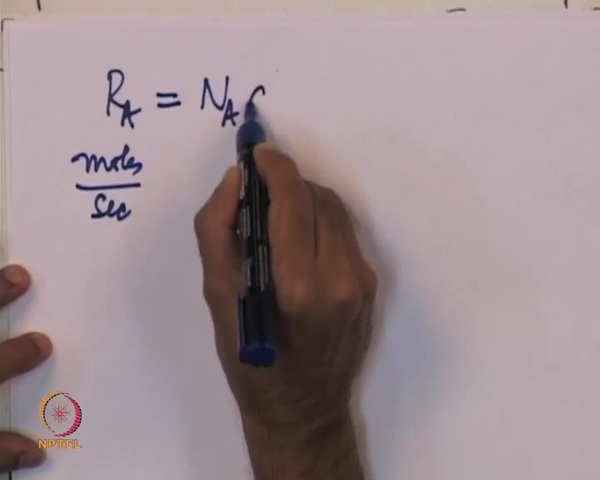 R_A = N_A
moles
sec
NPTEL